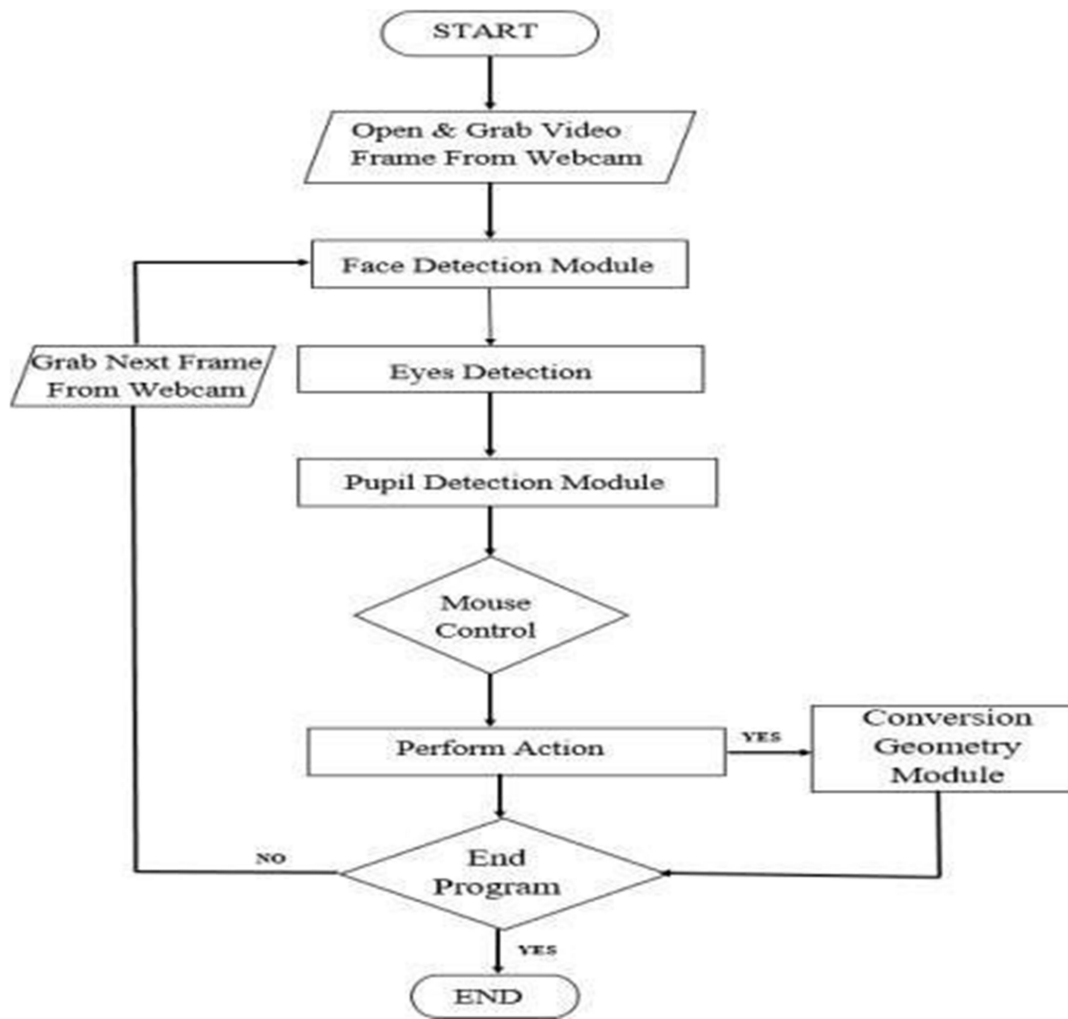 START
Open & Grab Video
Frame From Webcam
Face Detection Module
Grab Next Frame
From Webcam
Eyes Detection
Pupil Detection Module
Mouse
Control
Perform Action
YES
Conversion
Geometry
Module
End
Program
NO
YES
END